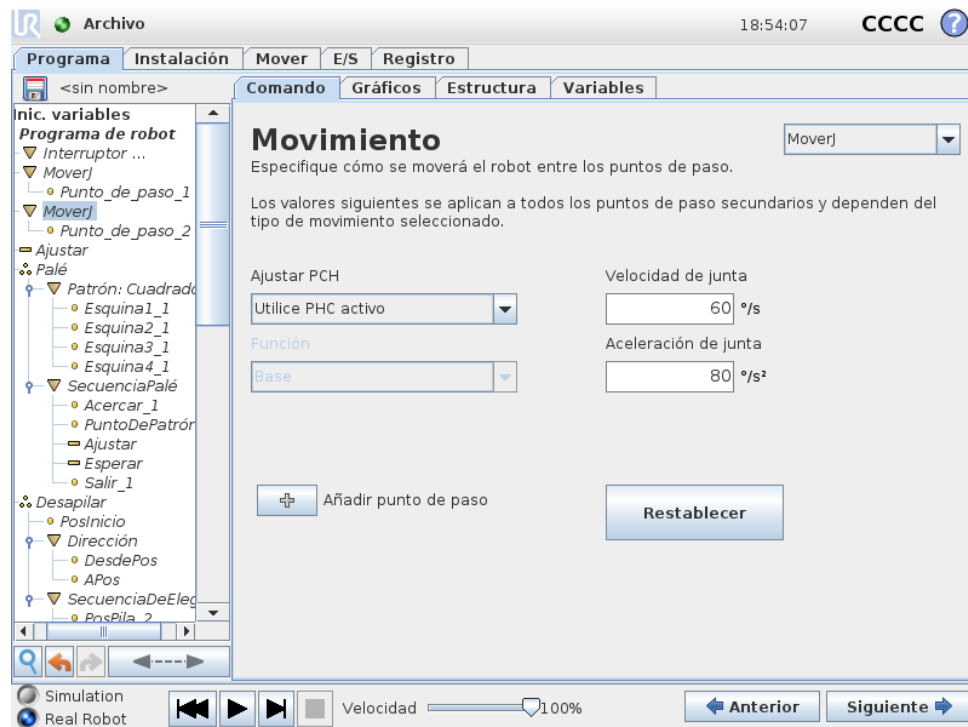 UR Archivo 18:54:07 CCCC ?
Programa Instalación Mover E/S Registro
<sin nombre>
Comando Gráficos Estructura Variables
Inic. variables
Programa de robot
Interruptor ...
MoverJ
Punto_de_paso_1
MoverJ
Punto_de_paso_2
Ajustar
Palé
Patrón: Cuadrado
Esquina1_1
Esquina2_1
Esquina3_1
Esquina4_1
SecuenciaPalé
Acercar_1
PuntoDePatrón
Ajustar
Esperar
Salir_1
Desapilar
PosInicio
Dirección
DesdePos
APos
SecuenciaDeEleg
PosPila_2
Movimiento
MoverJ
Especifique cómo se moverá el robot entre los puntos de paso.
Los valores siguientes se aplican a todos los puntos de paso secundarios y dependen del
tipo de movimiento seleccionado.
Ajustar PCH
Utilice PHC activo
Función
Base
Velocidad de junta
60 °/s
Aceleración de junta
80 °/s²
Añadir punto de paso
Restablecer
Simulation
Real Robot
Velocidad 100%
Anterior
Siguiente